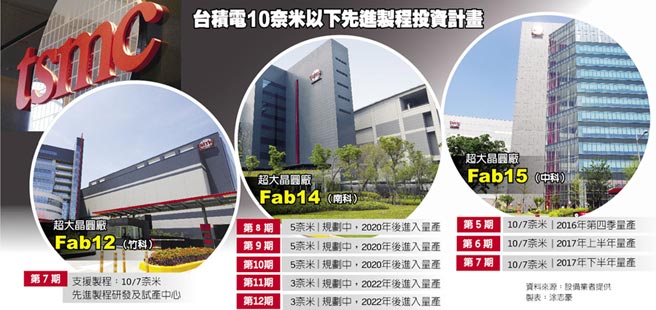 台積電10奈米以下先進製程投資計畫
tsmc
超大晶圓廠
Fab12 (竹科)
第7期 支援製程：10/7奈米
先進製程研發及試產中心
超大晶圓廠
Fab14 (南科)
第8期 5奈米│規劃中，2020年後進入量產
第9期 5奈米│規劃中，2020年後進入量產
第10期 5奈米│規劃中，2020年後進入量產
第11期 3奈米│規劃中，2022年後進入量產
第12期 3奈米│規劃中，2022年後進入量產
超大晶圓廠
Fab15 (中科)
第5期 10/7奈米│2016年第四季量產
第6期 10/7奈米│2017年上半年量產
第7期 10/7奈米│2017年下半年量產
資料來源：設備業者提供
製表：涂志豪